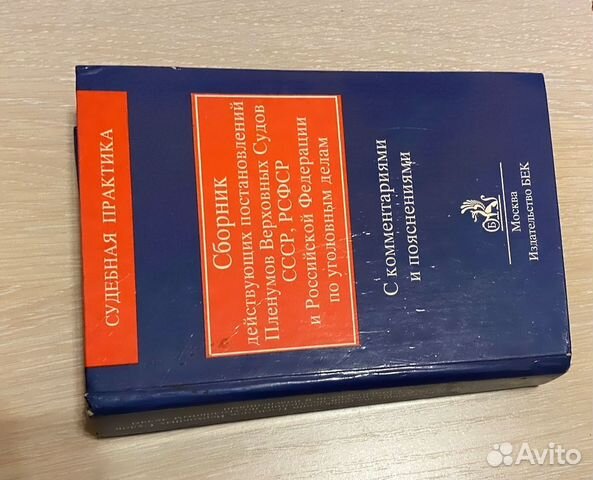 СУДЕБНАЯ ПРАКТИКА
Сборник
действующих постановлений
Пленумов Верховных Судов
СССР, РСФСР
и Российской Федерации
по уголовным делам
С комментариями
и пояснениями
Б
Москва
Издательство БЕК
Avito